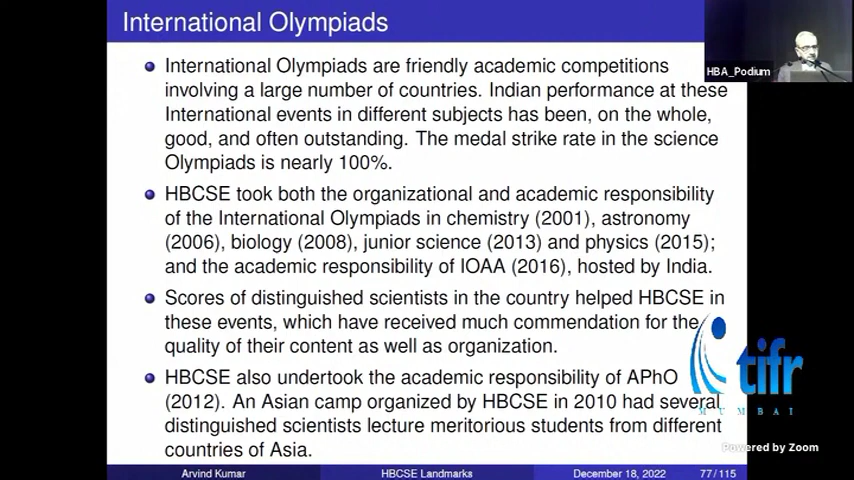 International Olympiads
HBA_Podium
International Olympiads are friendly academic competitions
involving a large number of countries. Indian performance at these
International events in different subjects has been, on the whole,
good, and often outstanding. The medal strike rate in the science
Olympiads is nearly 100%.
HBCSE took both the organizational and academic responsibility
of the International Olympiads in chemistry (2001), astronomy
(2006), biology (2008), junior science (2013) and physics (2015);
and the academic responsibility of IOAA (2016), hosted by India.
Scores of distinguished scientists in the country helped HBCSE in
these events, which have received much commendation for the
quality of their content as well as organization.
tifr
MUMBAI
HBCSE also undertook the academic responsibility of APhO
(2012). An Asian camp organized by HBCSE in 2010 had several
distinguished scientists lecture meritorious students from different
countries of Asia.
Powered by Zoom
Arvind Kumar HBCSE Landmarks December 18, 2022 77 / 115